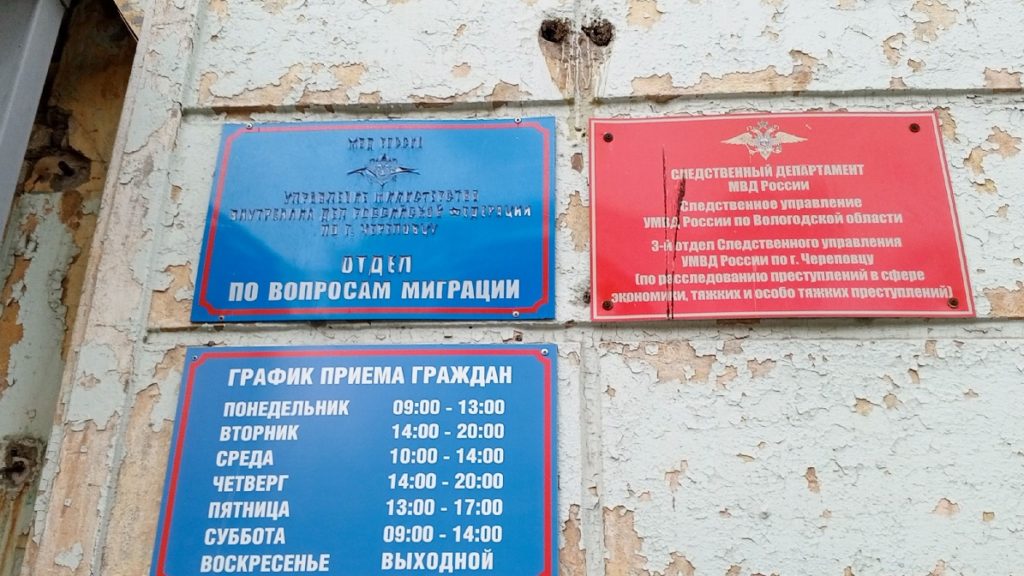 МВД РОССИИ
УПРАВЛЕНИЕ МИНИСТЕРСТВА
ВНУТРЕННИХ ДЕЛ РОССИЙСКОЙ ФЕДЕРАЦИИ
ПО Г. ЧЕРЕПОВЦУ
ОТДЕЛ
ПО ВОПРОСАМ МИГРАЦИИ
СЛЕДСТВЕННЫЙ ДЕПАРТАМЕНТ
МВД РОССИИ
Следственное управление
УМВД России по Вологодской области
3-й отдел Следственного управления
УМВД России по г. Череповцу
(по расследованию преступлений в сфере
экономики, тяжких и особо тяжких преступлений)
ГРАФИК ПРИЕМА ГРАЖДАН
ПОНЕДЕЛЬНИК 09:00 - 13:00
ВТОРНИК 14:00 - 20:00
СРЕДА 10:00 - 14:00
ЧЕТВЕРГ 14:00 - 20:00
ПЯТНИЦА 13:00 - 17:00
СУББОТА 09:00 - 14:00
ВОСКРЕСЕНЬЕ ВЫХОДНОЙ